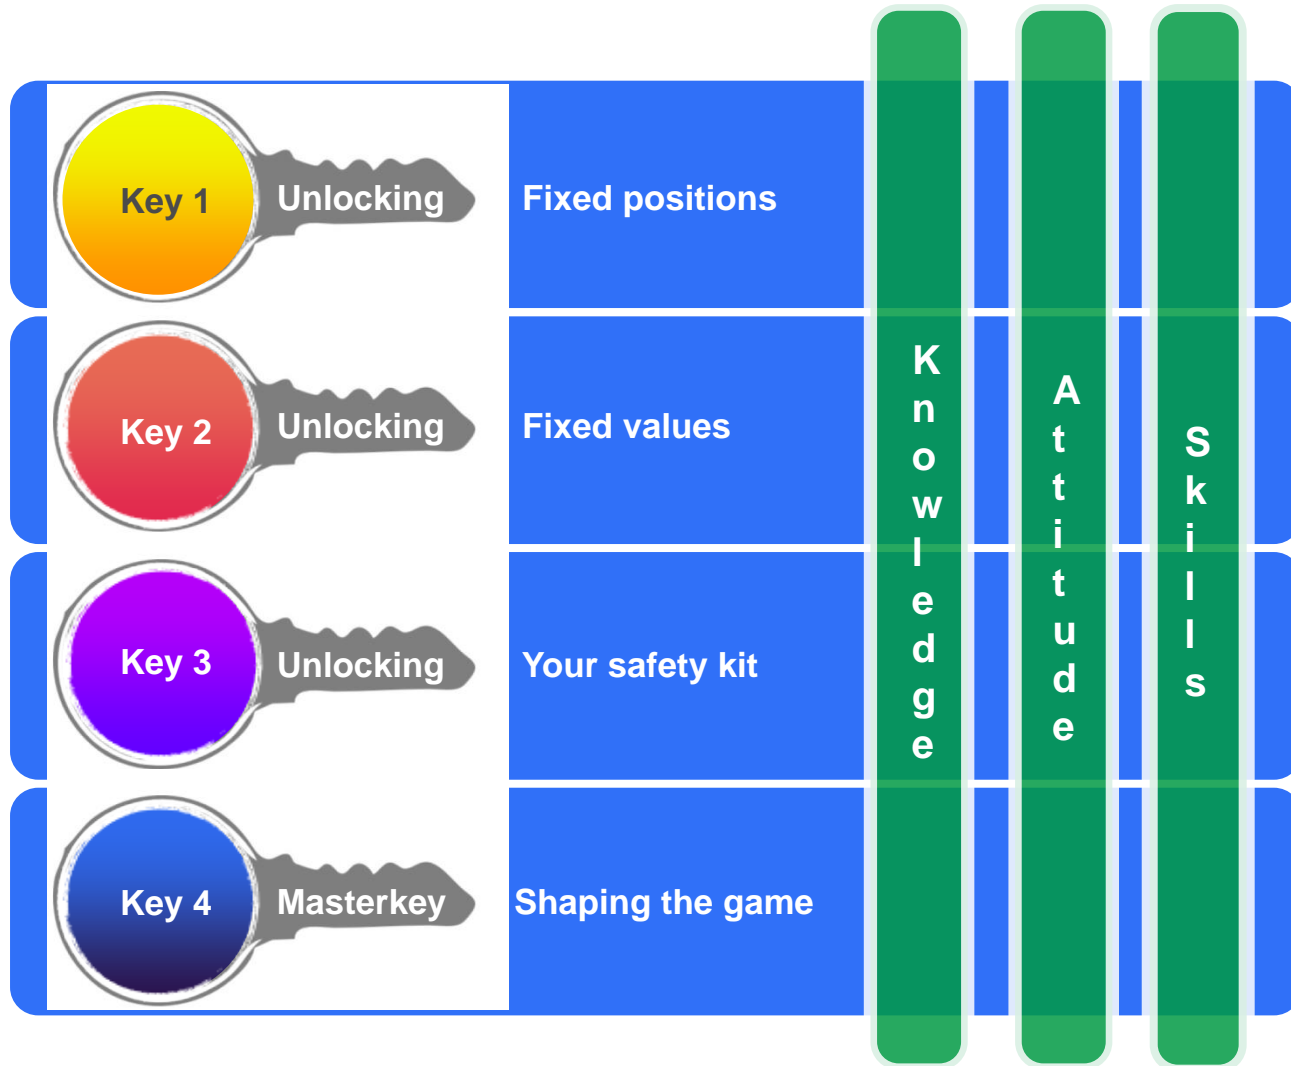 Key 1 Unlocking Fixed positions
Key 2 Unlocking Fixed values
Key 3 Unlocking Your safety kit
Key 4 Masterkey Shaping the game
Knowledge
Attitude
Skills